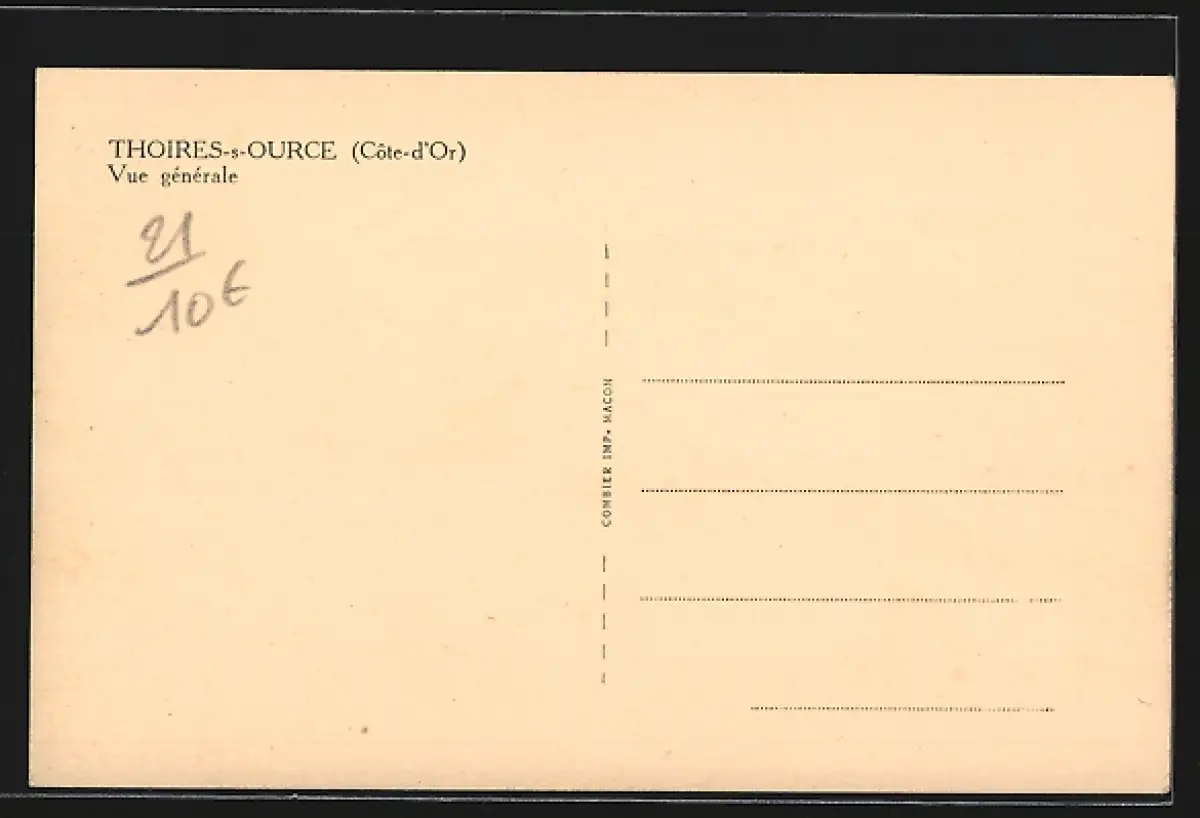 THOIRES-s-OURCE (Côte-d'Or)
Vue générale
21
10€
COMBIER IMP. MACON